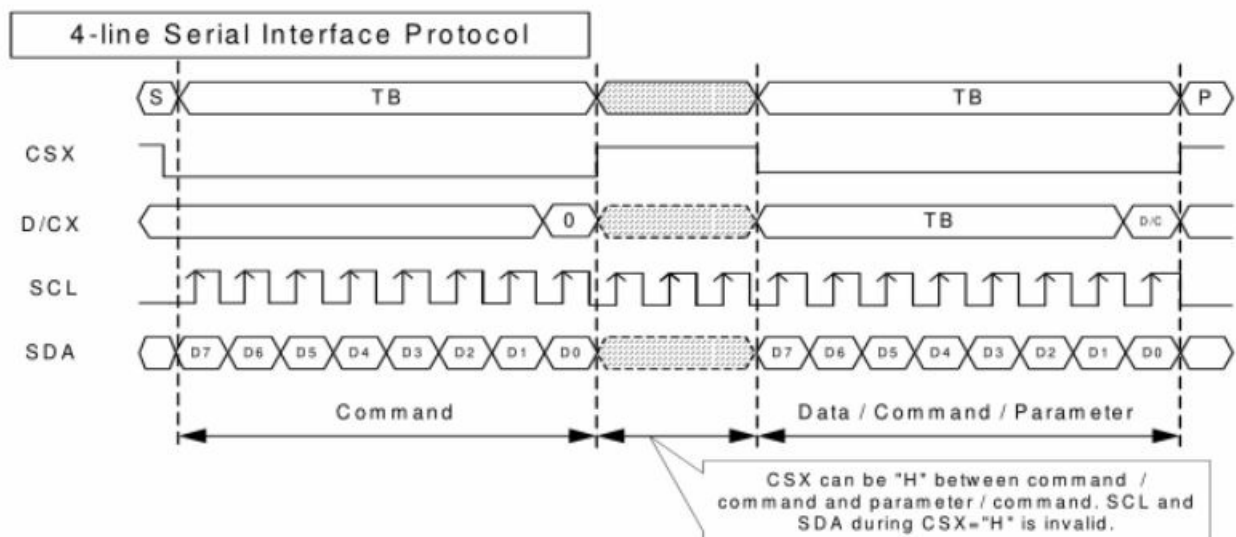 4-line Serial Interface Protocol
S TB TB P
CSX
D/CX 0 TB D/C
SCL
SDA D7 D6 D5 D4 D3 D2 D1 D0 D7 D6 D5 D4 D3 D2 D1 D0
Command Data / Command / Parameter
CSX can be "H" between command /
command and parameter / command. SCL and
SDA during CSX="H" is invalid.